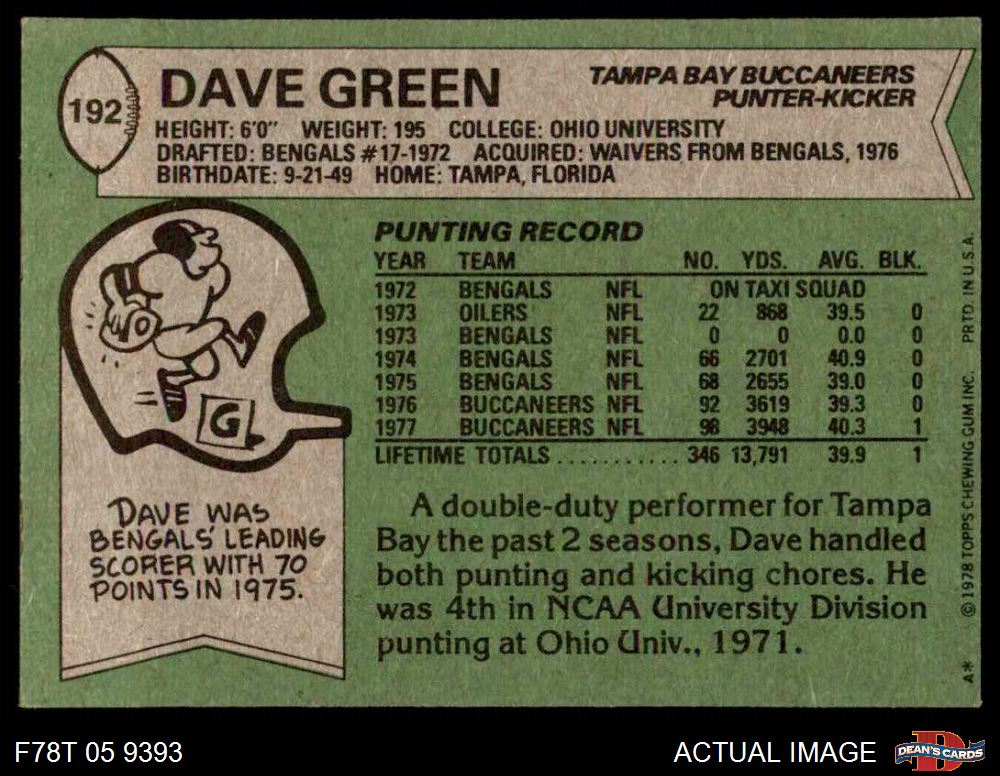 192
DAVE GREEN
TAMPA BAY BUCCANEERS
PUNTER-KICKER
HEIGHT: 6'0" WEIGHT: 195 COLLEGE: OHIO UNIVERSITY
DRAFTED: BENGALS #17-1972 ACQUIRED: WAIVERS FROM BENGALS, 1976
BIRTHDATE: 9-21-49 HOME: TAMPA, FLORIDA
G
DAVE WAS
BENGALS' LEADING
SCORER WITH 70
POINTS IN 1975.
PUNTING RECORD
YEAR TEAM NO. YDS. AVG. BLK.
1972 BENGALS NFL ON TAXI SQUAD
1973 OILERS NFL 22 868 39.5 0
1973 BENGALS NFL 0 0 0.0 0
1974 BENGALS NFL 66 2701 40.9 0
1975 BENGALS NFL 68 2655 39.0 0
1976 BUCCANEERS NFL 92 3619 39.3 0
1977 BUCCANEERS NFL 98 3948 40.3 1
LIFETIME TOTALS ........... 346 13,791 39.9 1
A double-duty performer for Tampa
Bay the past 2 seasons, Dave handled
both punting and kicking chores. He
was 4th in NCAA University Division
punting at Ohio Univ., 1971.
A* © 1978 TOPPS CHEWING GUM INC. PRTD IN U.S.A.
F78T 05 9393
ACTUAL IMAGE
DEAN'S CARDS